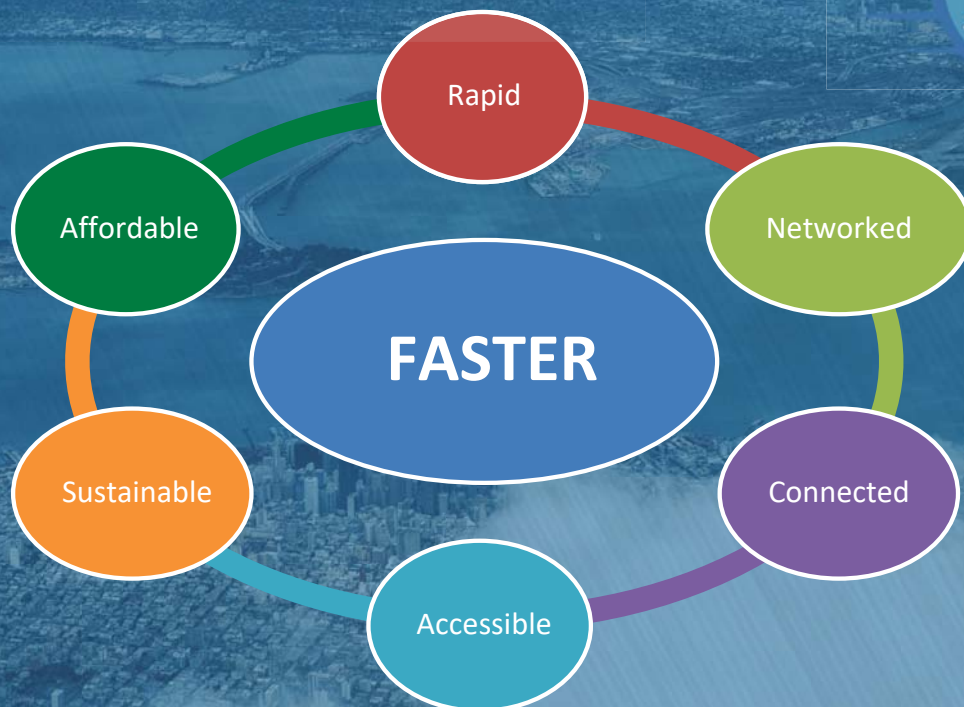 Rapid
Affordable
Networked
FASTER
Sustainable
Connected
Accessible